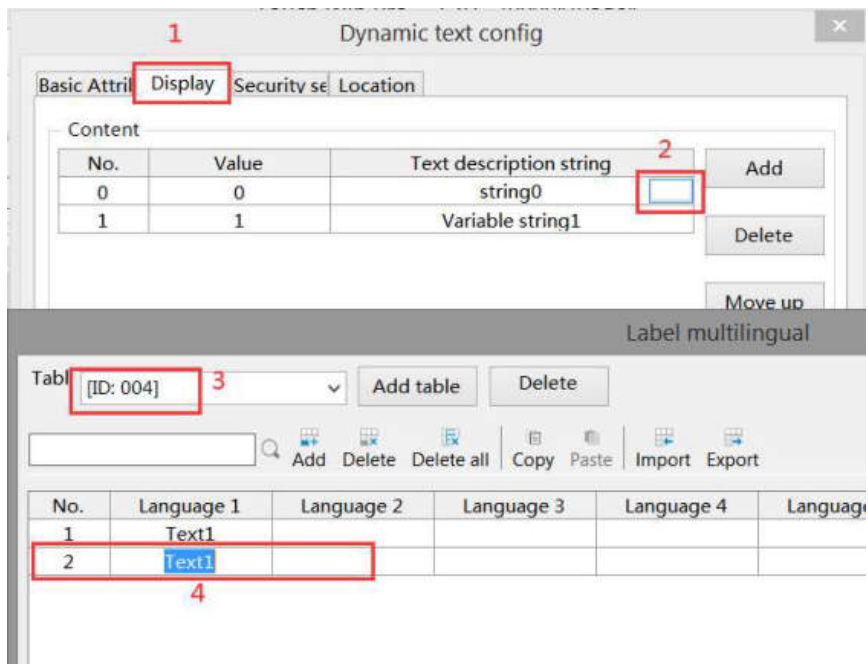 1
Dynamic text config
Basic Attril Display Security se Location
Content
2
No. Value Text description string Add
0 0 string0
1 1 Variable string1
Delete
Move up
Label multilingual
Tabl [ID: 004] 3 Add table Delete
Add Delete Delete all Copy Paste Import Export
No. Language 1 Language 2 Language 3 Language 4 Language
1 Text1
2 Text1
4